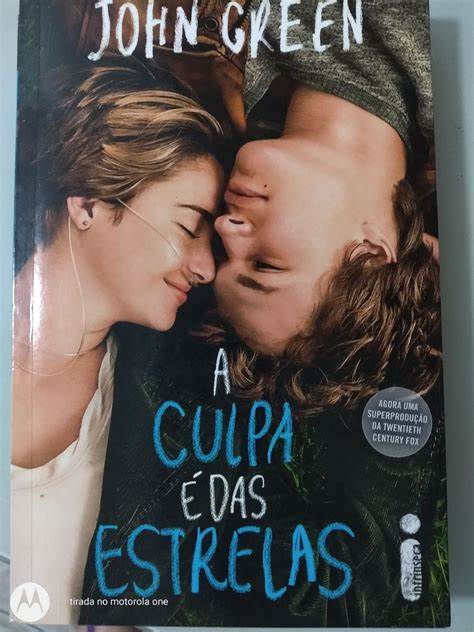 JOHN GREEN
A
CULPA
É DAS
ESTRELAS
AGORA UMA
SUPERPRODUÇÃO
DA TWENTIETH
CENTURY FOX
intrínseca
tirada no motorola one